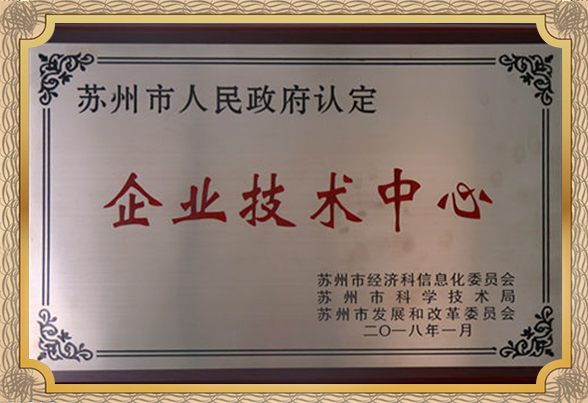 苏州市人民政府认定
企业技术中心
苏州市经济科信息化委员会
苏州市科学技术局
苏州市发展和改革委员会
二〇一八年一月